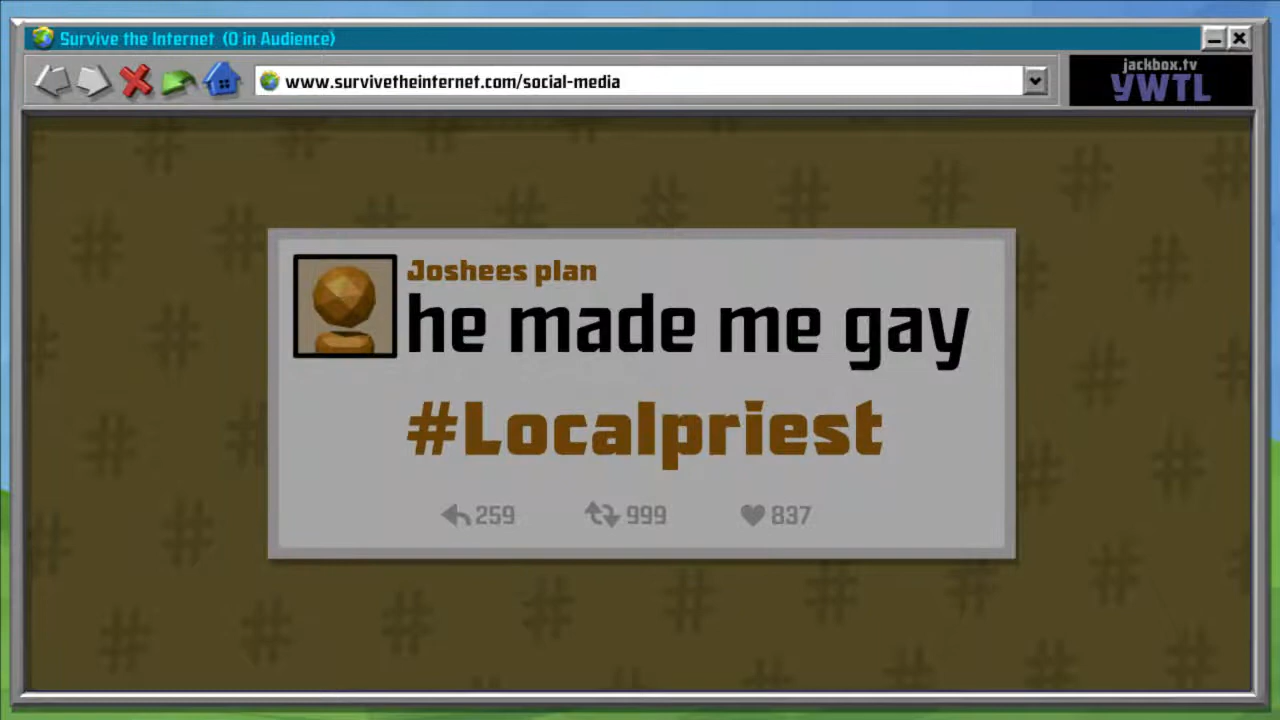 Survive the Internet (0 in Audience)
www.survivetheinternet.com/social-media
jackbox.tv
YWTL
Joshees plan
he made me gay
#Localpriest
259 999 837